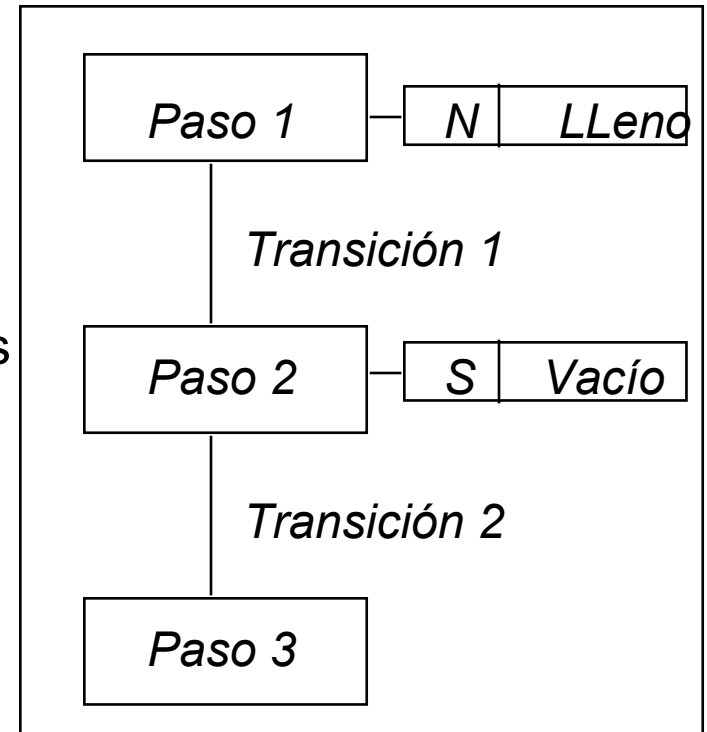 Paso 1 N LLeno
Transición 1
s
Paso 2 S Vacío
Transición 2
Paso 3